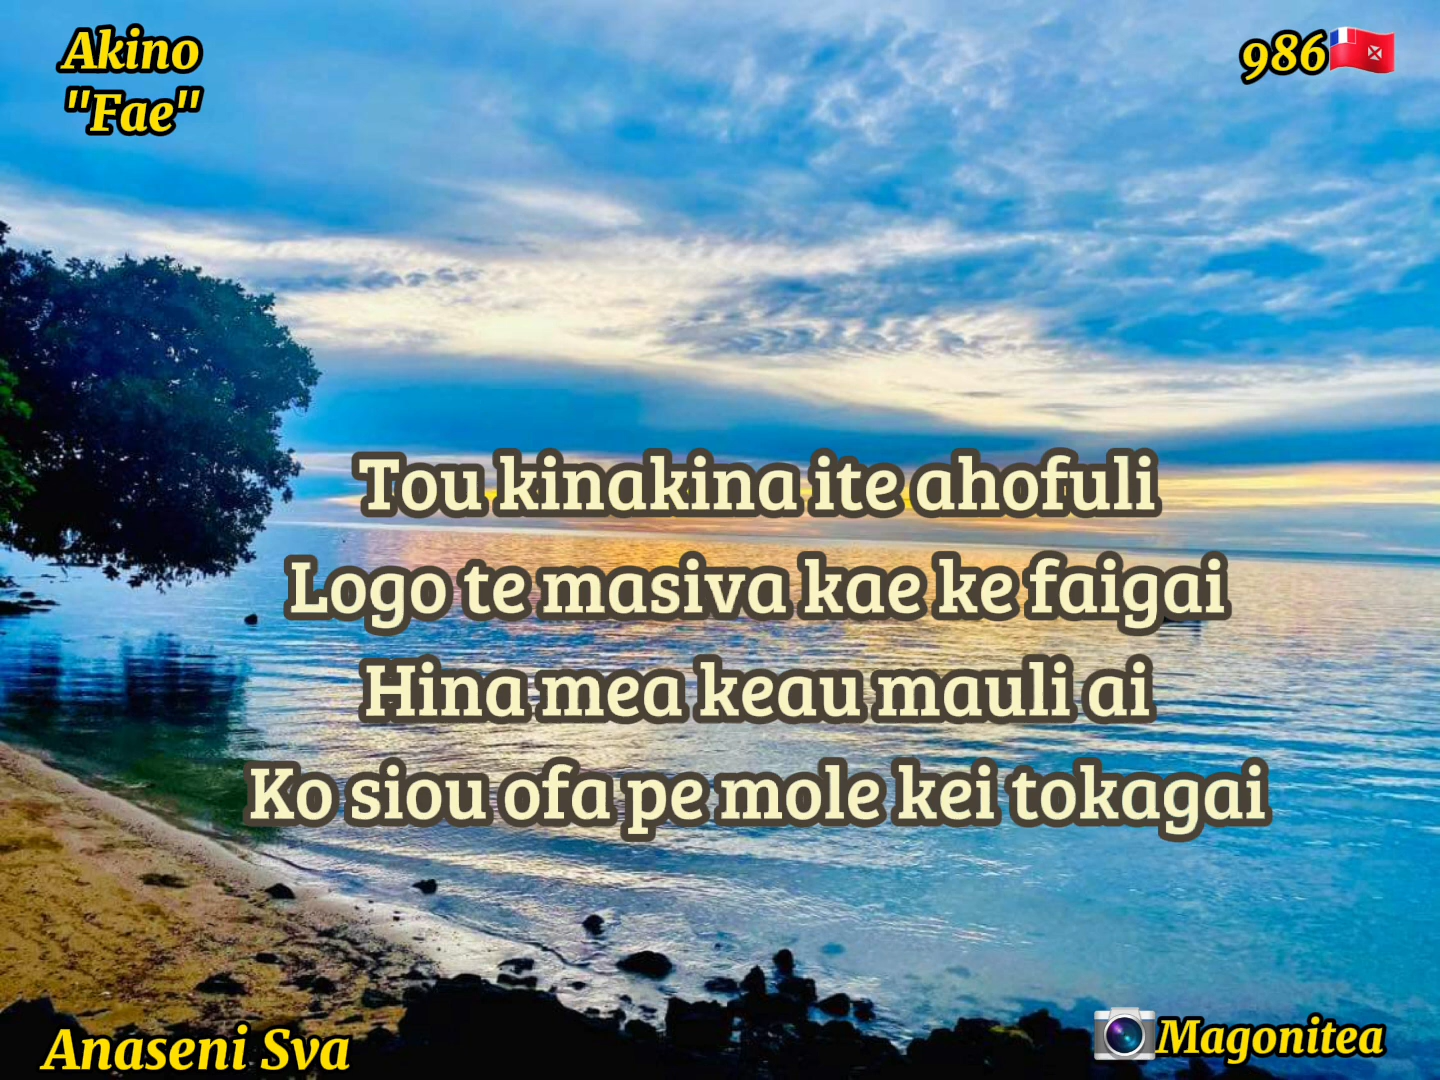 Akino
"Fae"
986
Tou kinakina ite ahofuli
Logo te masiva kae ke faigai
Hina mea keau mauli ai
Ko siou ofa pe mole kei tokagai
Anaseni Sva
Magonitea